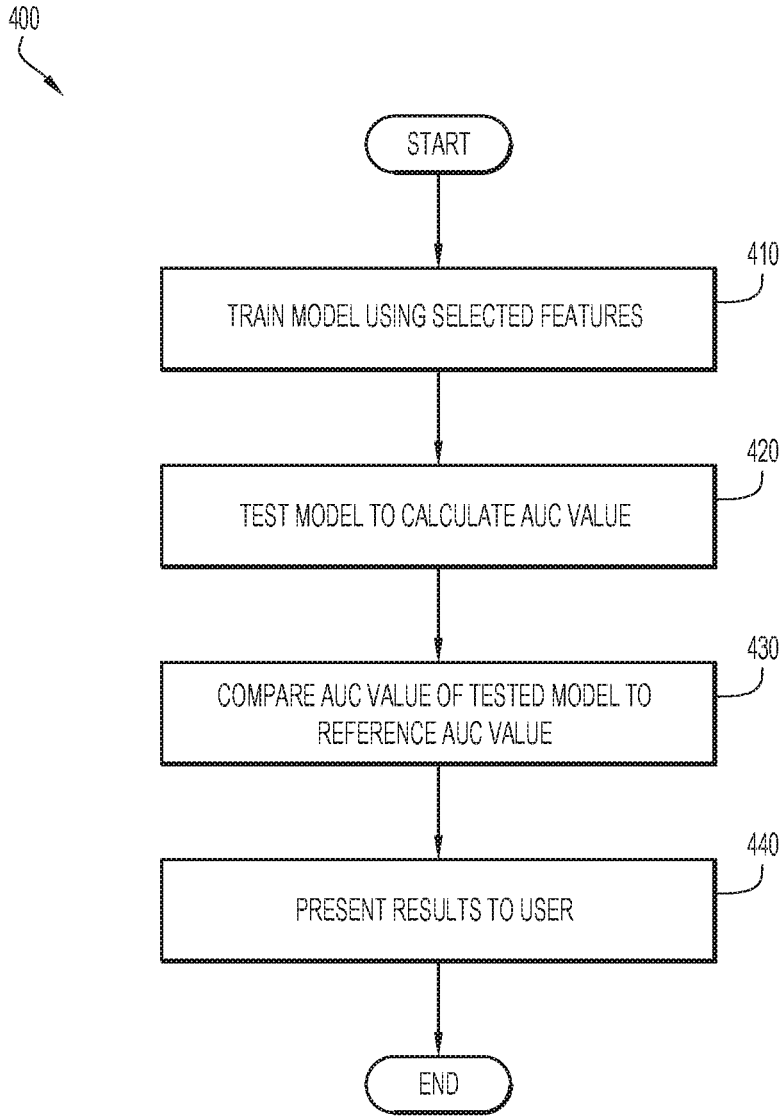 400
START
410
TRAIN MODEL USING SELECTED FEATURES
420
TEST MODEL TO CALCULATE AUC VALUE
430
COMPARE AUC VALUE OF TESTED MODEL TO
REFERENCE AUC VALUE
440
PRESENT RESULTS TO USER
END